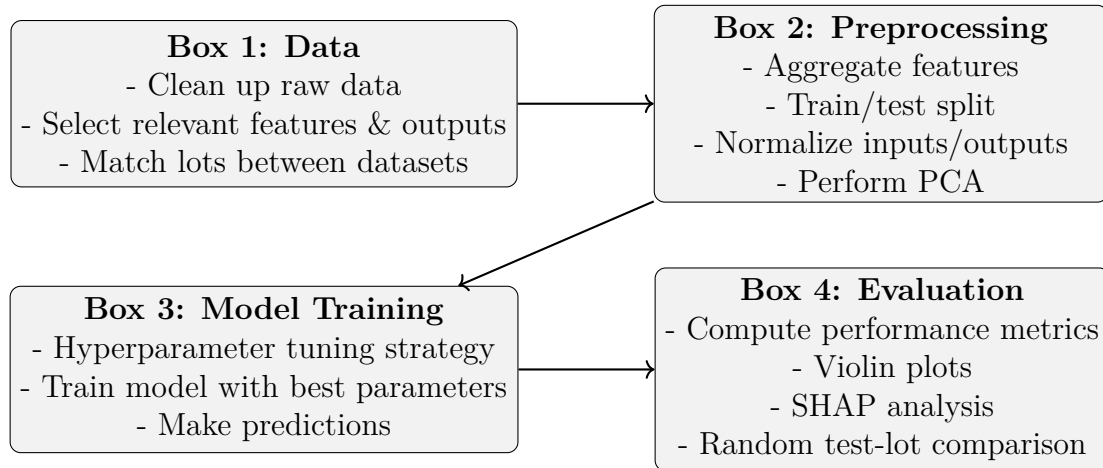 Box 1: Data
- Clean up raw data
- Select relevant features & outputs
- Match lots between datasets
Box 2: Preprocessing
- Aggregate features
- Train/test split
- Normalize inputs/outputs
- Perform PCA
Box 3: Model Training
- Hyperparameter tuning strategy
- Train model with best parameters
- Make predictions
Box 4: Evaluation
- Compute performance metrics
- Violin plots
- SHAP analysis
- Random test-lot comparison